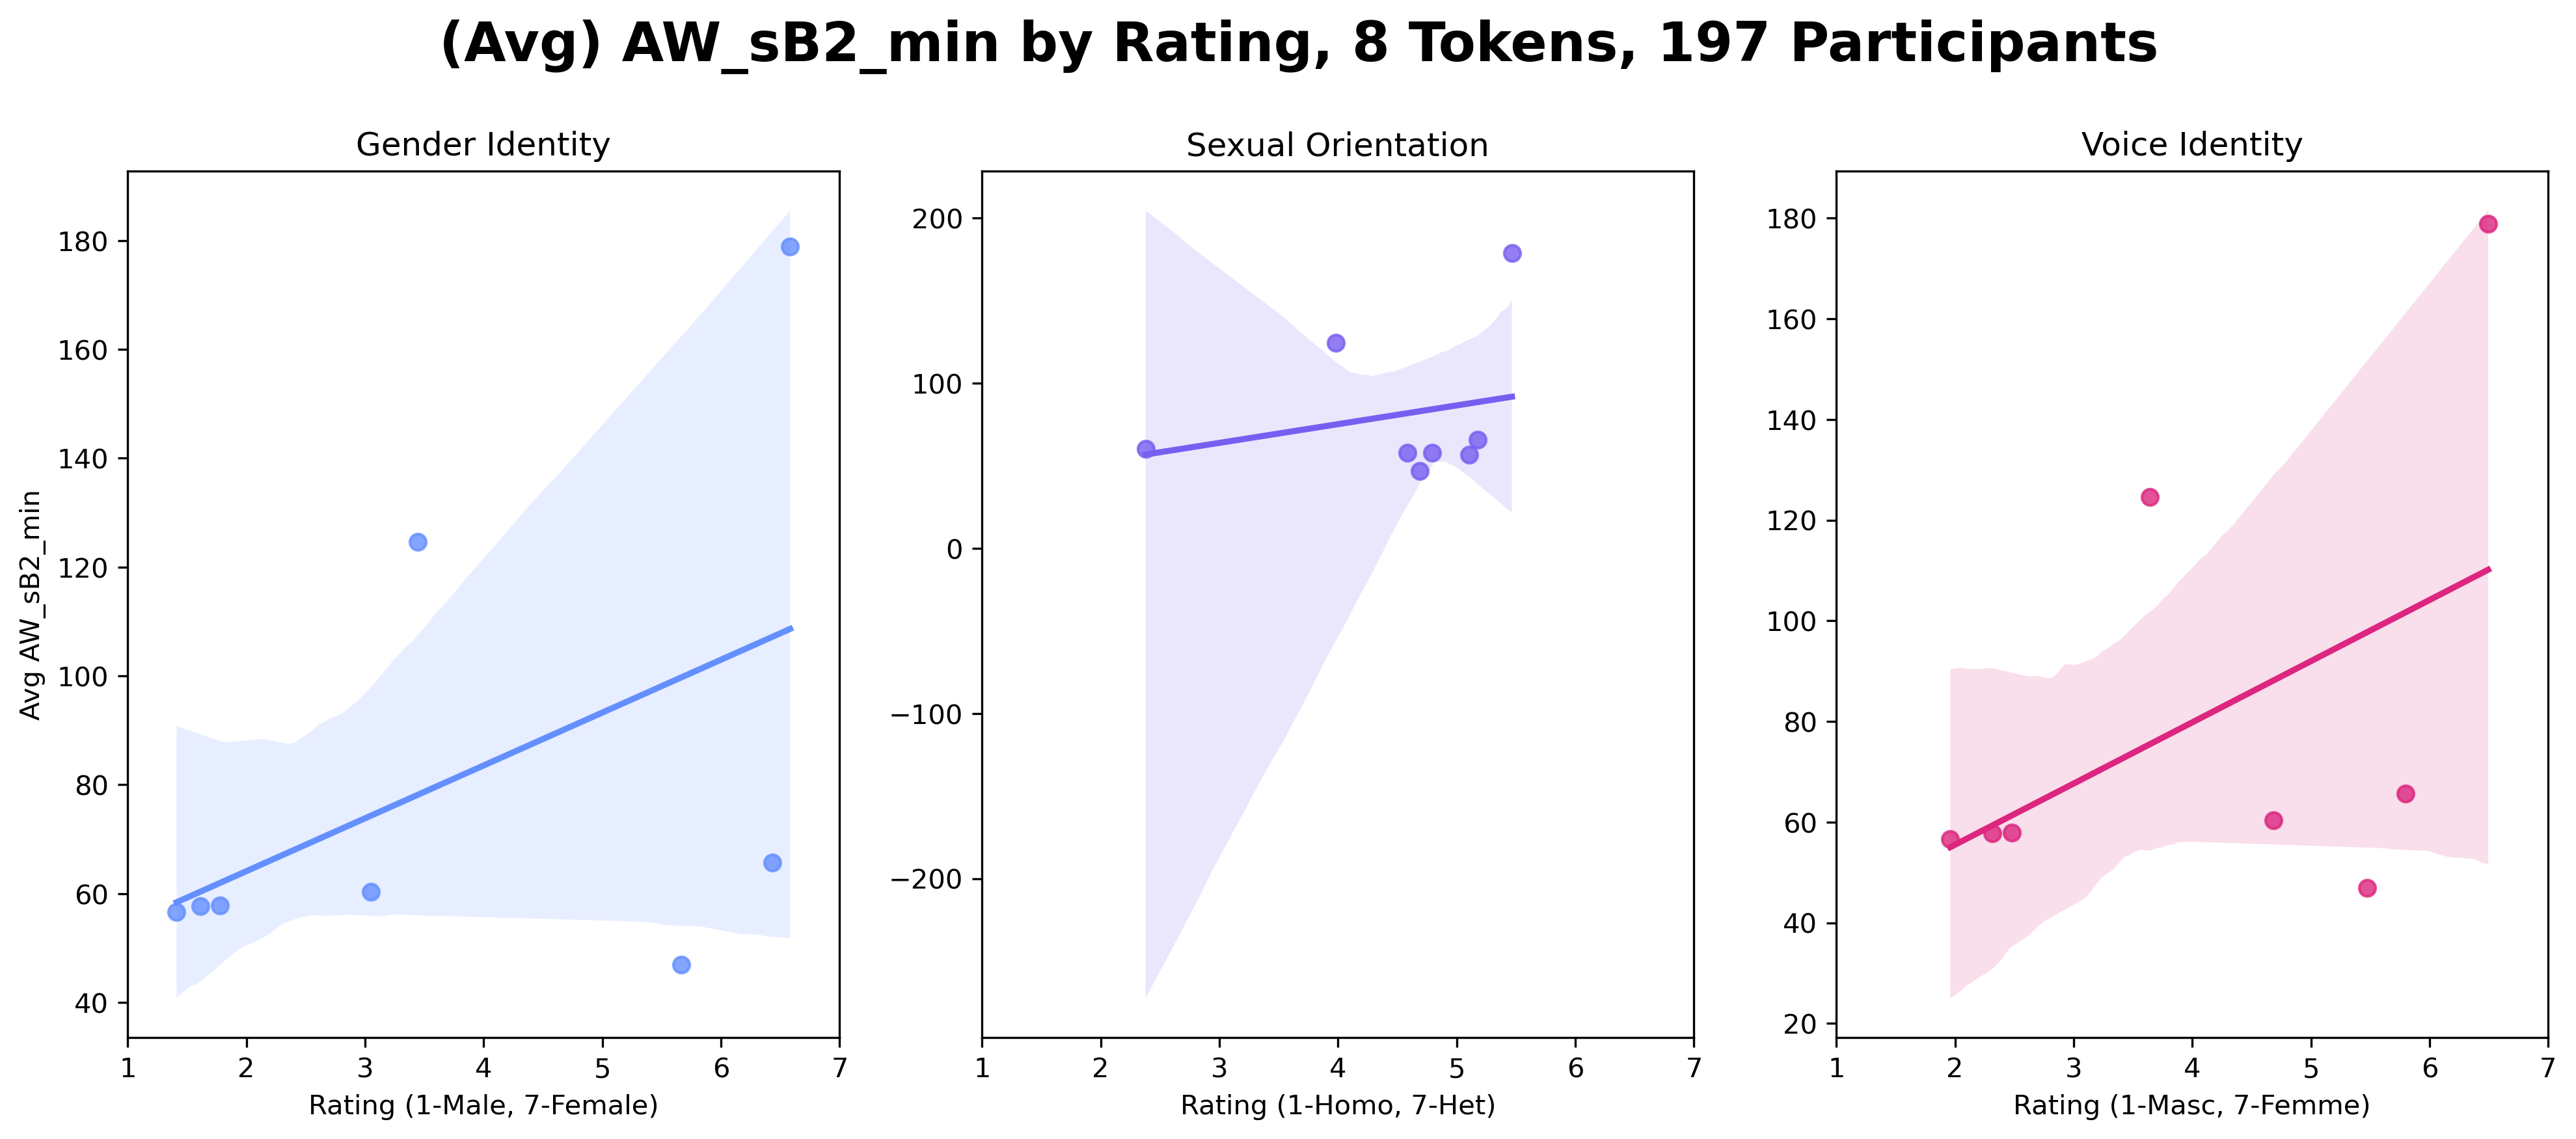 (Avg) AW_sB2_min by Rating, 8 Tokens, 197 Participants
Gender Identity
Sexual Orientation
Voice Identity
Avg AW_sB2_min
180
160
140
120
100
80
60
40
1 2 3 4 5 6 7
Rating (1-Male, 7-Female)
200
100
0
−100
−200
1 2 3 4 5 6 7
Rating (1-Homo, 7-Het)
180
160
140
120
100
80
60
40
20
1 2 3 4 5 6 7
Rating (1-Masc, 7-Femme)